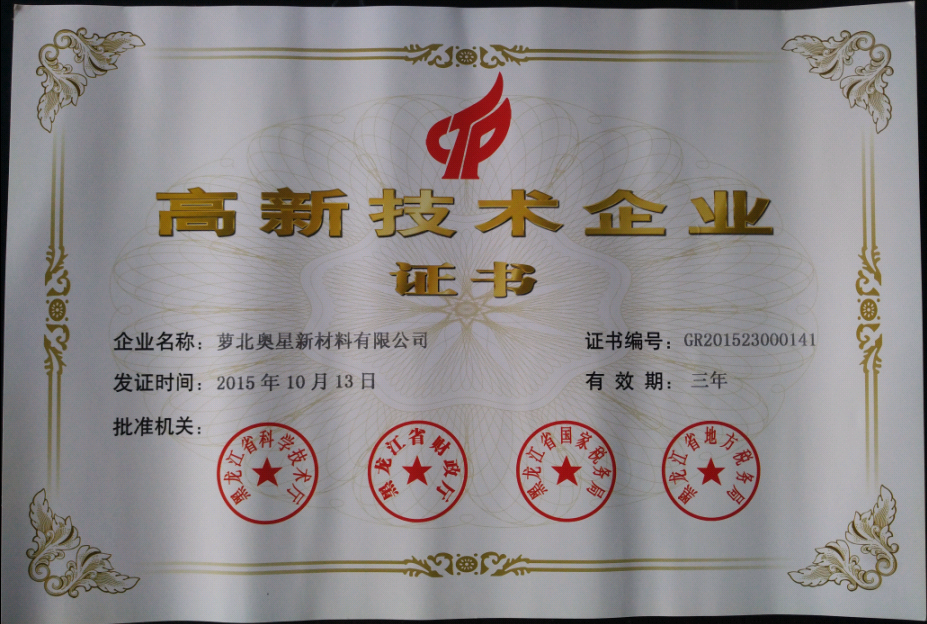 CTP
高新技术企业
证书
企业名称：萝北奥星新材料有限公司 证书编号：GR201523000141
发证时间：2015年10月13日 有效期：三年
批准机关：
黑龙江省科学技术厅
黑龙江省财政厅
黑龙江省国家税务局
黑龙江省地方税务局